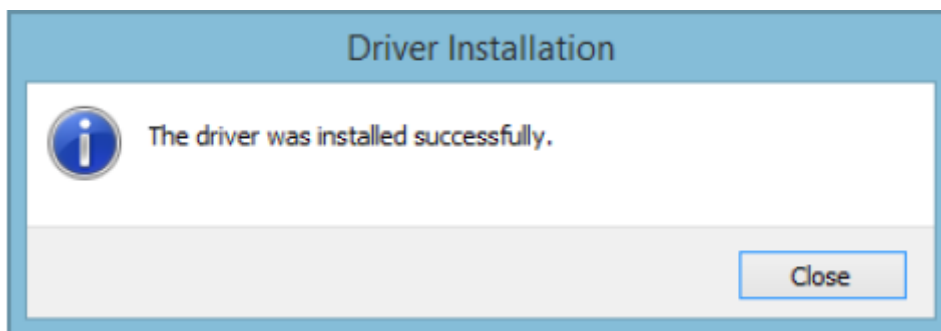 Driver Installation
The driver was installed successfully.
Close